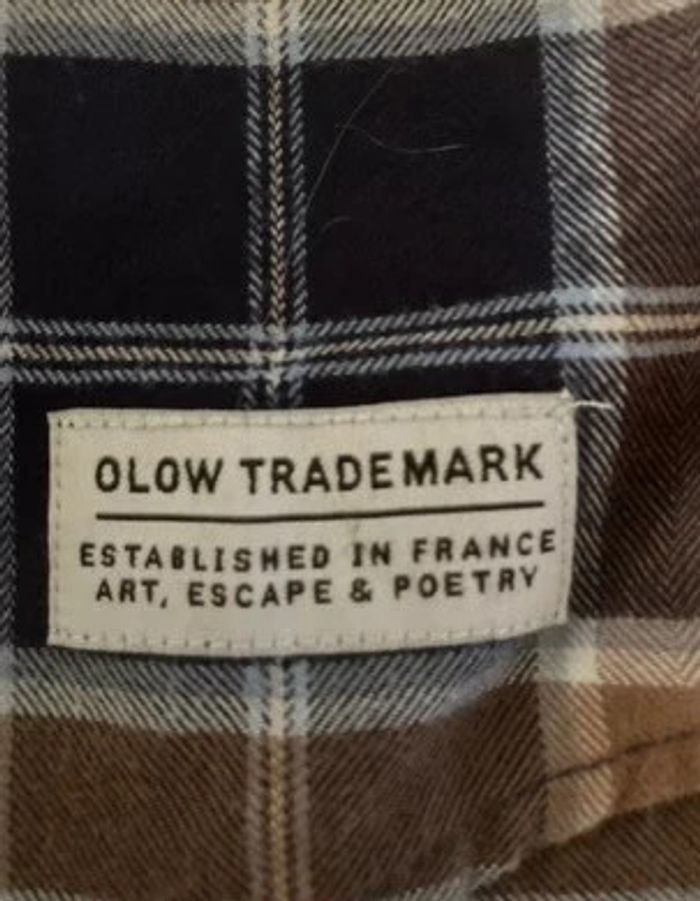 OLOW TRADEMARK
ESTABLISHED IN FRANCE
ART, ESCAPE & POETRY